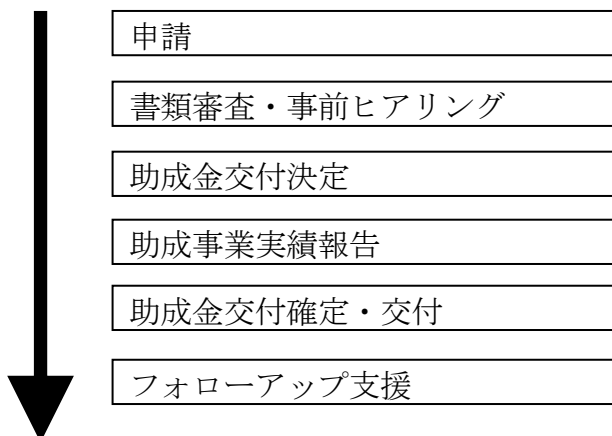 申請
書類審査・事前ヒアリング
助成金交付決定
助成事業実績報告
助成金交付確定・交付
フォローアップ支援